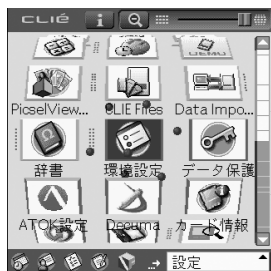 CLIÉ
PicselView... CLIE Files Data Impo...
辞書 環境設定 データ保護
ATOK設定 Decuma カード情報
設定